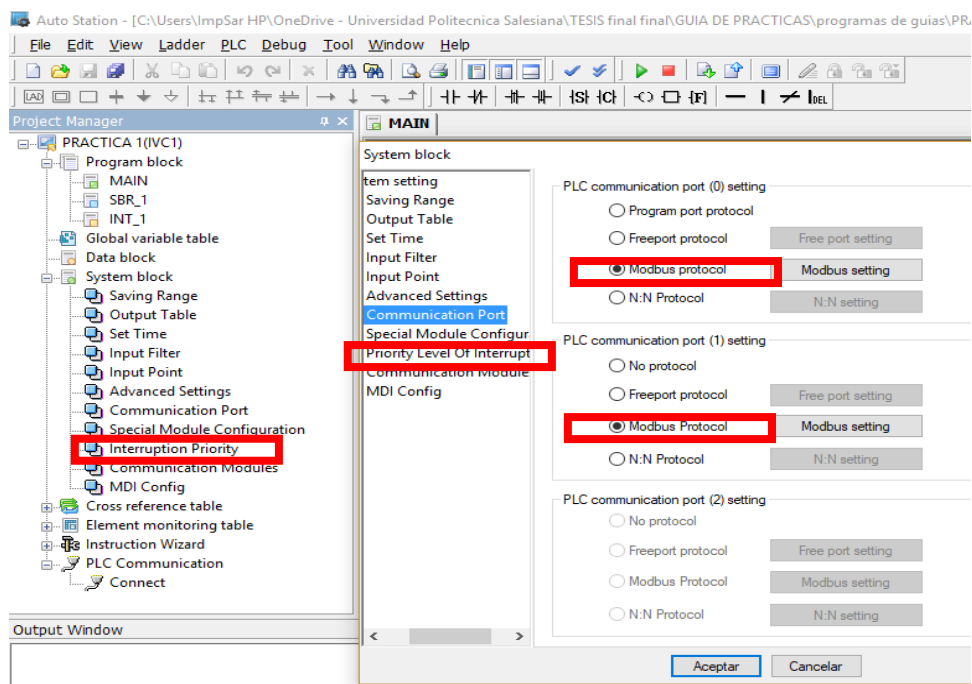 Auto Station - [C:\Users\ImpSar HP\OneDrive - Universidad Politecnica Salesiana\TESIS final final\GUIA DE PRACTICAS\programas de guias\PRA
File Edit View Ladder PLC Debug Tool Window Help
LAD
S C F DEL
Project Manager
PRACTICA 1(IVC1)
Program block
MAIN
SBR_1
INT_1
Global variable table
Data block
System block
Saving Range
Output Table
Set Time
Input Filter
Input Point
Advanced Settings
Communication Port
Special Module Configuration
Interruption Priority
Communication Modules
MDI Config
Cross reference table
Element monitoring table
Instruction Wizard
PLC Communication
Connect
Output Window
MAIN
System block
tem setting
Saving Range
Output Table
Set Time
Input Filter
Input Point
Advanced Settings
Communication Port
Special Module Configur
Priority Level Of Interrupt
Communication Module
MDI Config
PLC communication port (0) setting
Program port protocol
Freeport protocol Free port setting
Modbus protocol Modbus setting
N:N Protocol N:N setting
PLC communication port (1) setting
No protocol
Freeport protocol Free port setting
Modbus Protocol Modbus setting
N:N Protocol N:N setting
PLC communication port (2) setting
No protocol
Freeport protocol Free port setting
Modbus Protocol Modbus setting
N:N Protocol N:N setting
Aceptar Cancelar